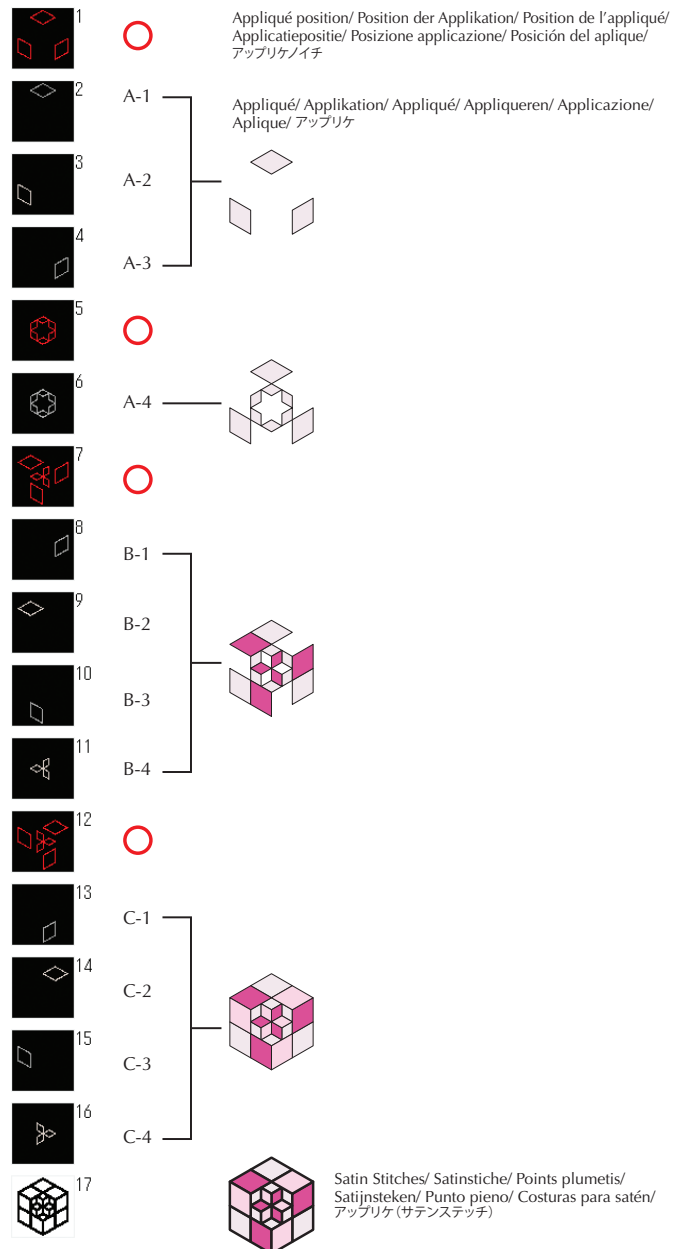 1
Appliqué position/ Position der Applikation/ Position de l'appliqué/
Applicatiepositie/ Posizione applicazione/ Posición del aplique/
アップリケノイチ
2
A-1
Appliqué/ Applikation/ Appliqué/ Appliqueren/ Applicazione/
Aplique/ アップリケ
3
A-2
4
A-3
5
6
A-4
7
8
B-1
9
B-2
10
B-3
11
B-4
12
13
C-1
14
C-2
15
C-3
16
C-4
17
Satin Stitches/ Satinstiche/ Points plumetis/
Satijnsteken/ Punto pieno/ Costuras para satén/
アップリケ(サテンステッチ)